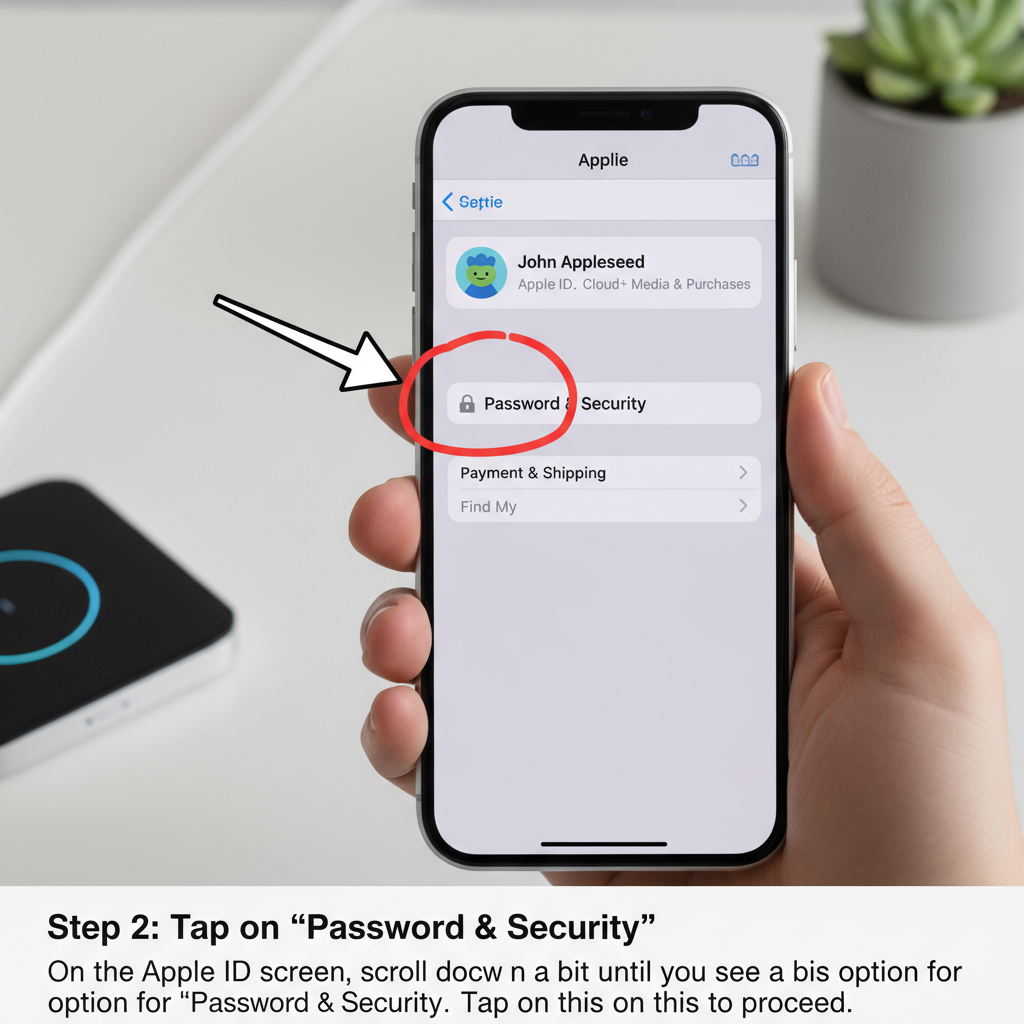 Applie
Settie
John Appleseed
Apple ID. Cloud+ Media & Purchases
Password & Security
Payment & Shipping
Find My
Step 2: Tap on “Password & Security”
On the Apple ID screen, scroll docw n a bit until you see a bis option for
option for “Password & Security. Tap on this on this to proceed.